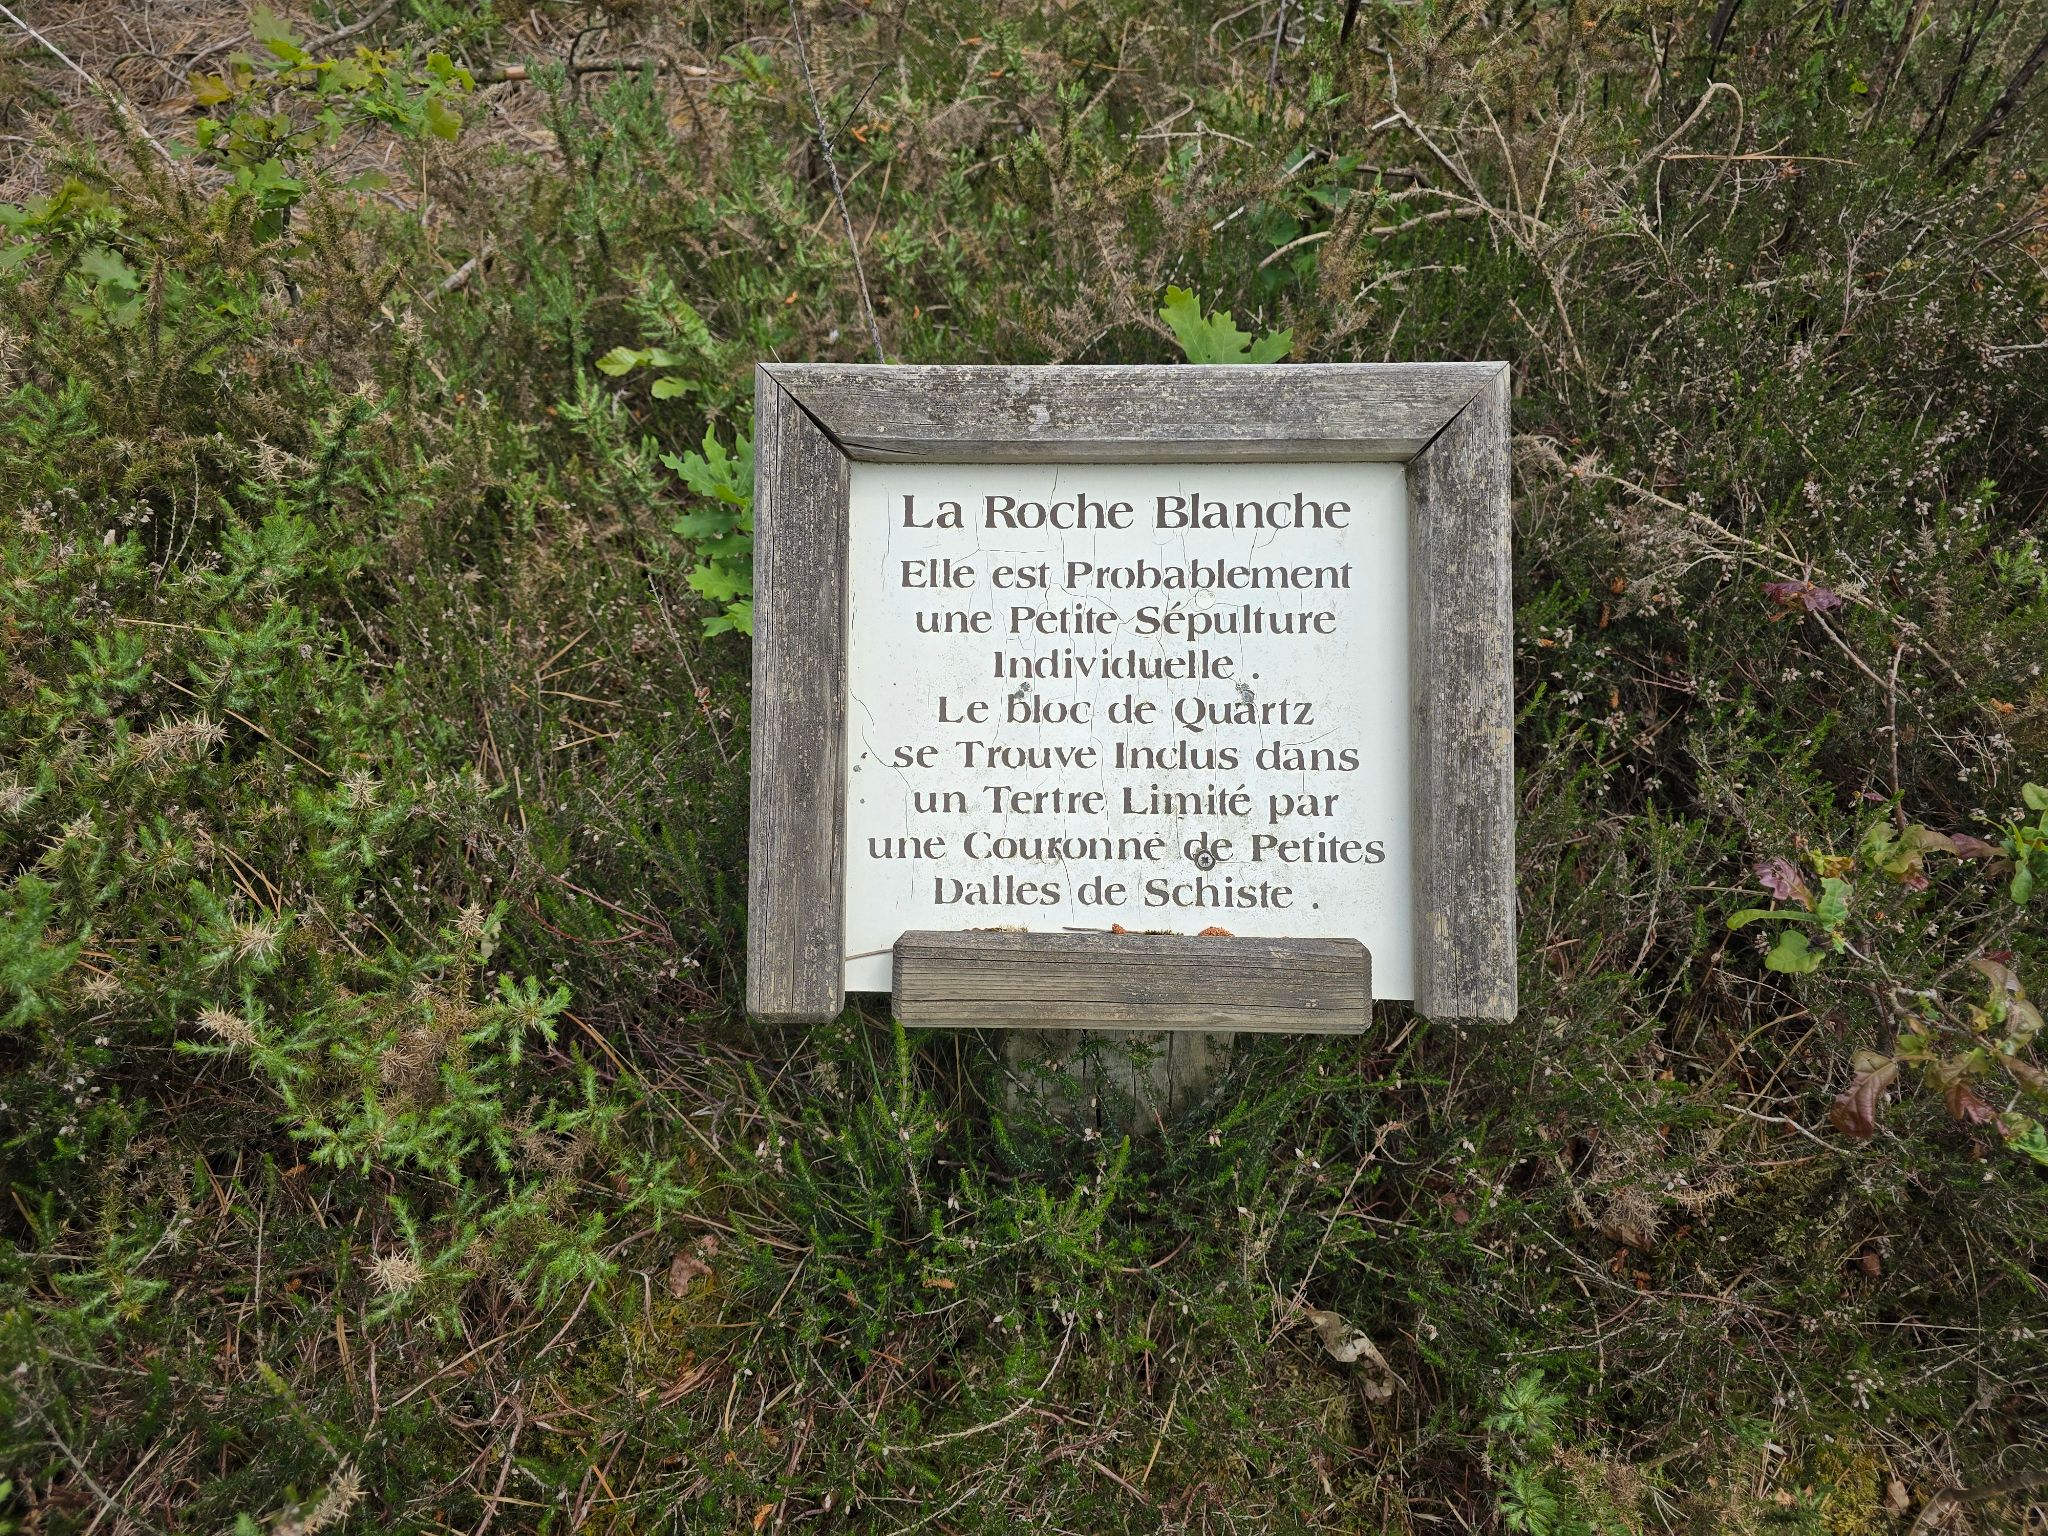 La Roche Blanche
Elle est Probablement
une Petite Sépulture
Individuelle .
Le bloc de Quartz
se Trouve Inclus dans
un Tertre Limité par
une Couronne de Petites
Dalles de Schiste .